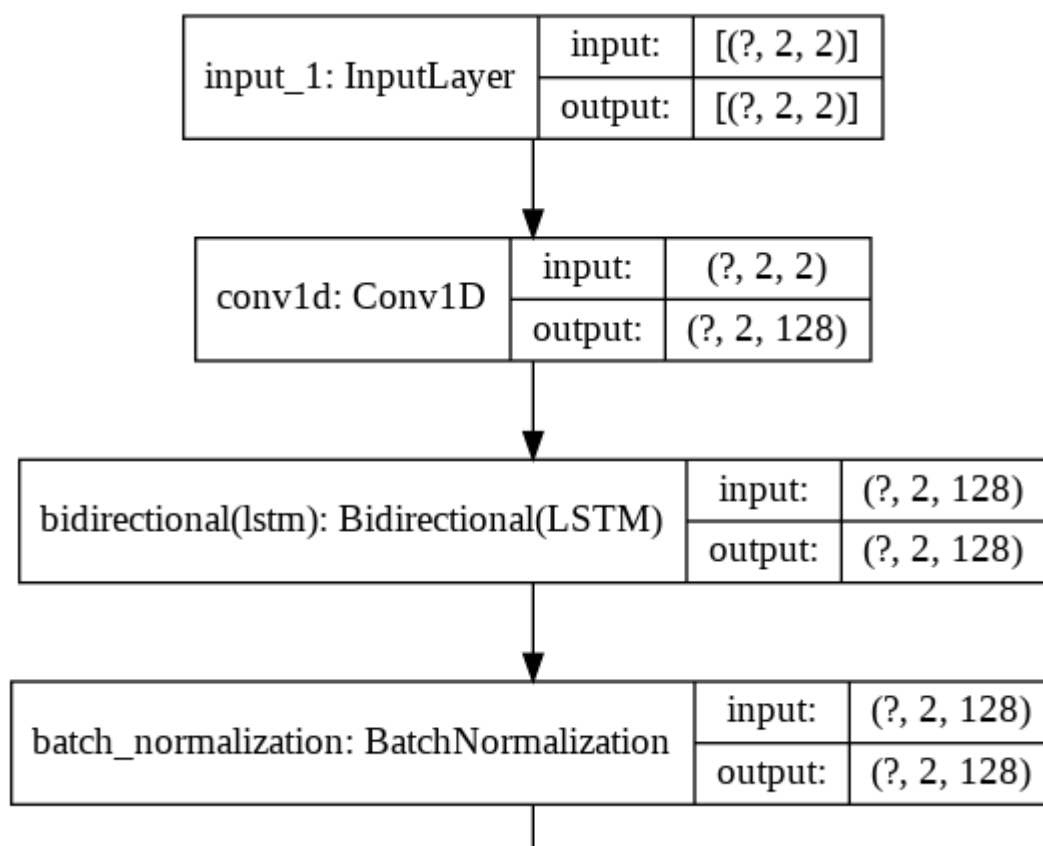 input_1: InputLayer
input: [(?, 2, 2)]
output: [(?, 2, 2)]
conv1d: Conv1D
input: (?, 2, 2)
output: (?, 2, 128)
bidirectional(lstm): Bidirectional(LSTM)
input: (?, 2, 128)
output: (?, 2, 128)
batch_normalization: BatchNormalization
input: (?, 2, 128)
output: (?, 2, 128)